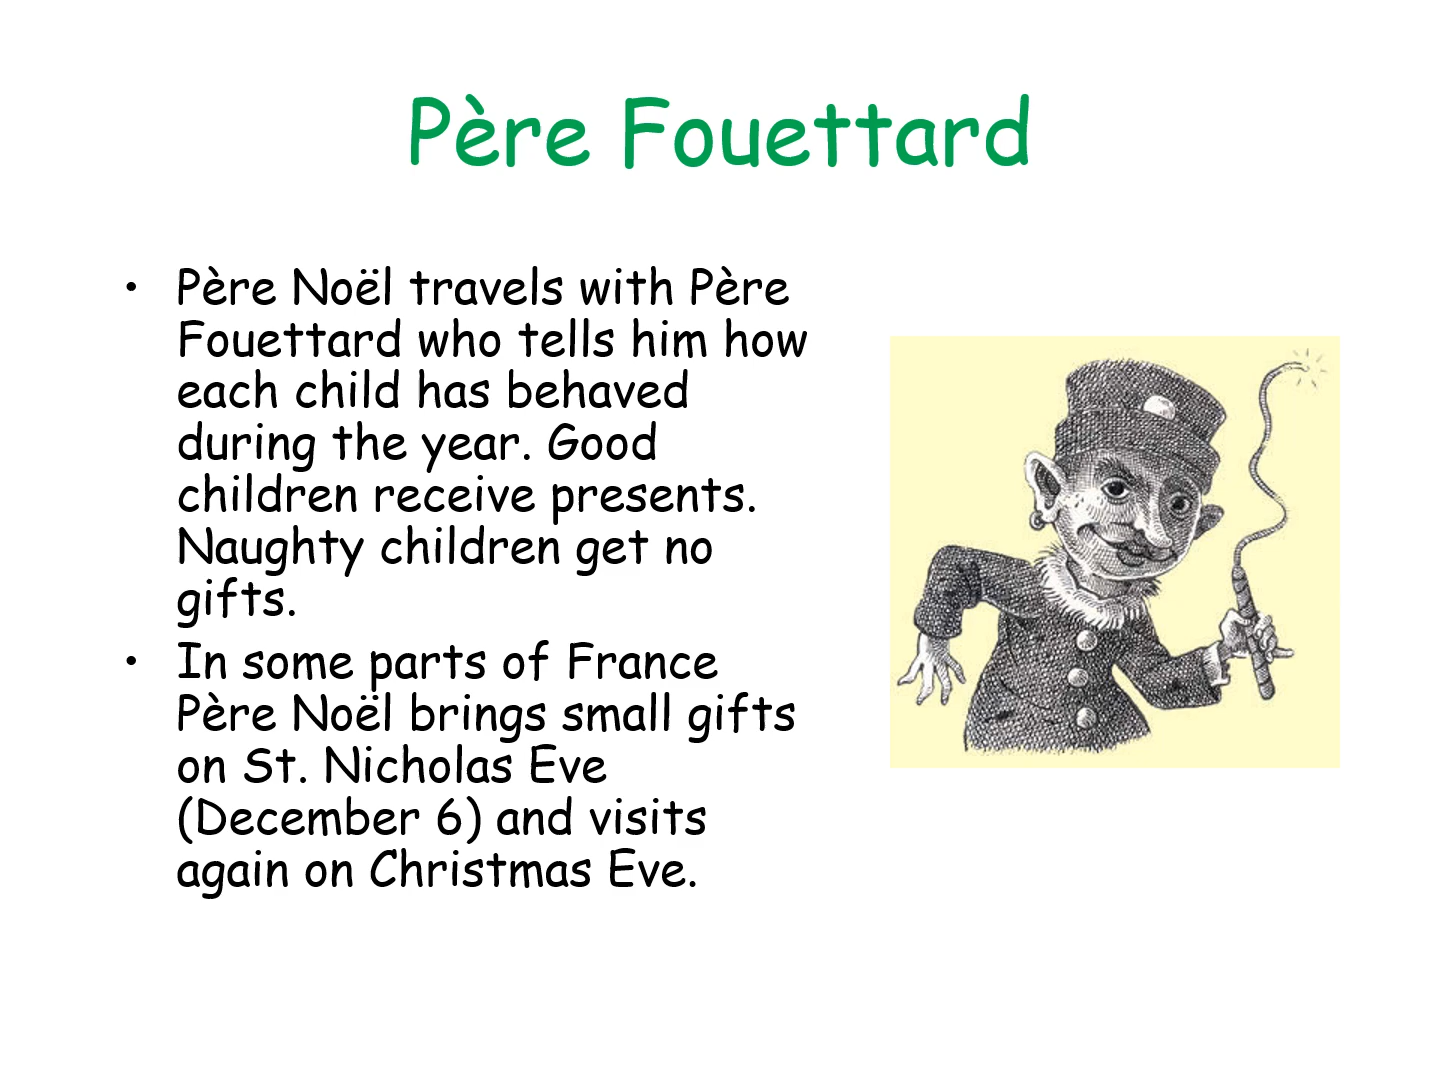 Père Fouettard
• Père Noël travels with Père
Fouettard who tells him how
each child has behaved
during the year. Good
children receive presents.
Naughty children get no
gifts.
• In some parts of France
Père Noël brings small gifts
on St. Nicholas Eve
(December 6) and visits
again on Christmas Eve.